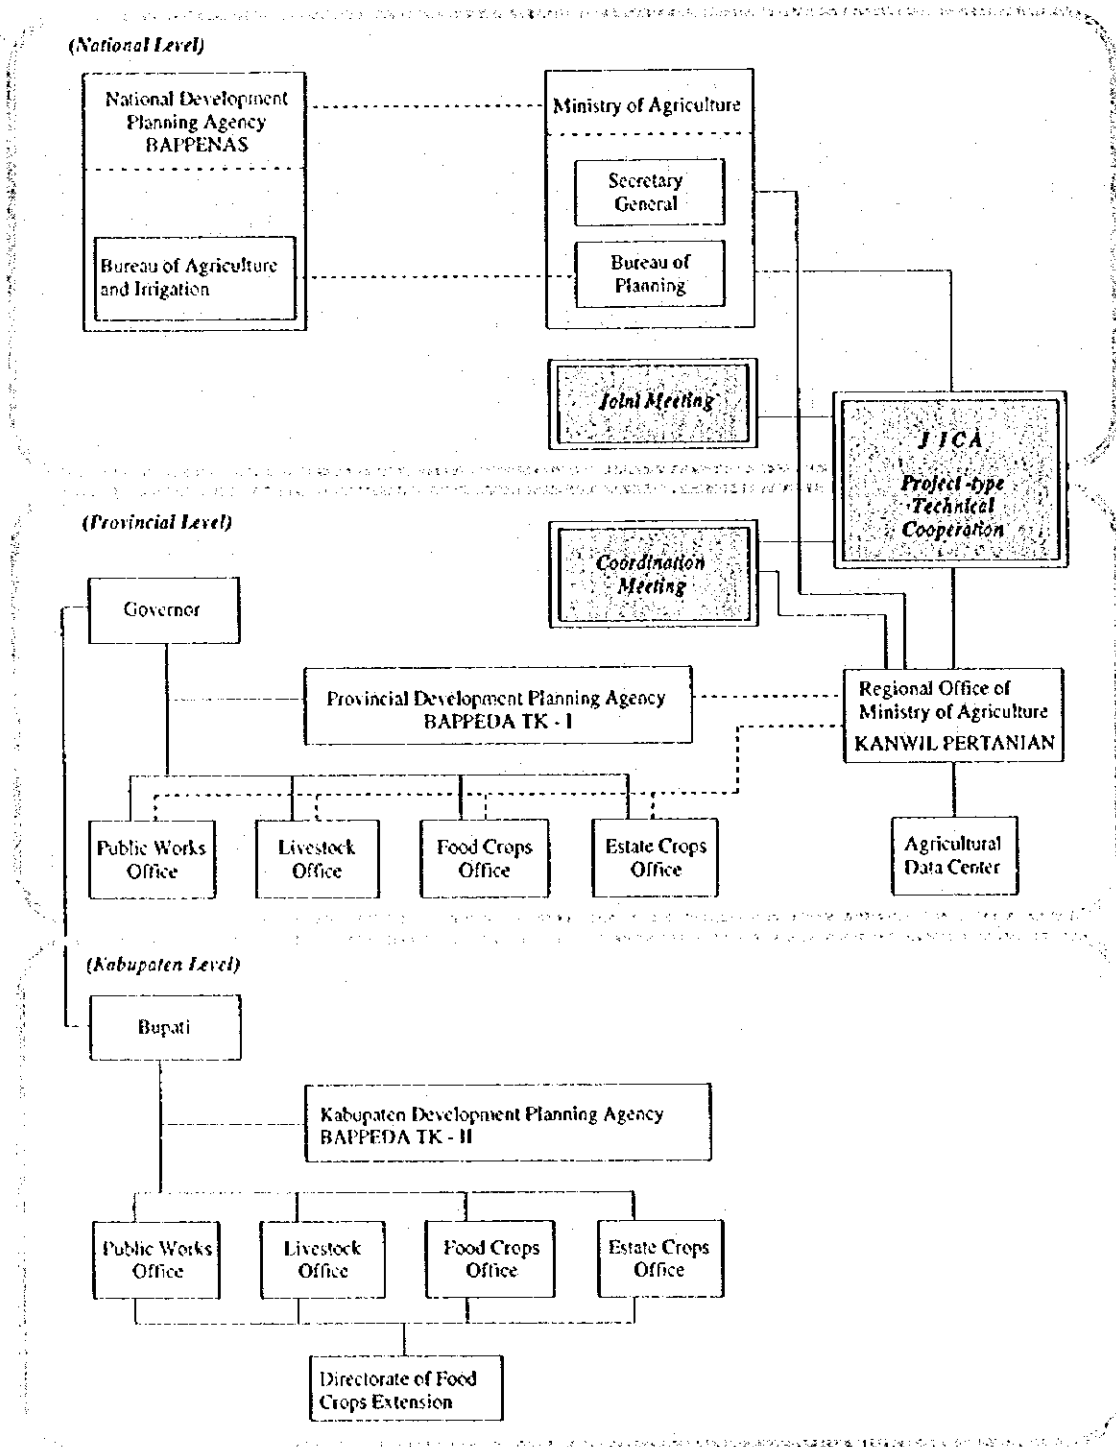 (National Level)
National Development
Planning Agency
BAPPENAS
Ministry of Agriculture
Secretary
General
Bureau of Agriculture
and Irrigation
Bureau of
Planning
Joint Meeting
JICA
Project-type
Technical
Cooperation
(Provincial Level)
Coordination
Meeting
Governor
Provincial Development Planning Agency
BAPPEDA TK - I
Regional Office of
Ministry of Agriculture
KANWIL PERTANIAN
Public Works
Office
Livestock
Office
Food Crops
Office
Estate Crops
Office
Agricultural
Data Center
(Kabupaten Level)
Bupati
Kabupaten Development Planning Agency
BAPPEDA TK - II
Public Works
Office
Livestock
Office
Food Crops
Office
Estate Crops
Office
Directorate of Food
Crops Extension